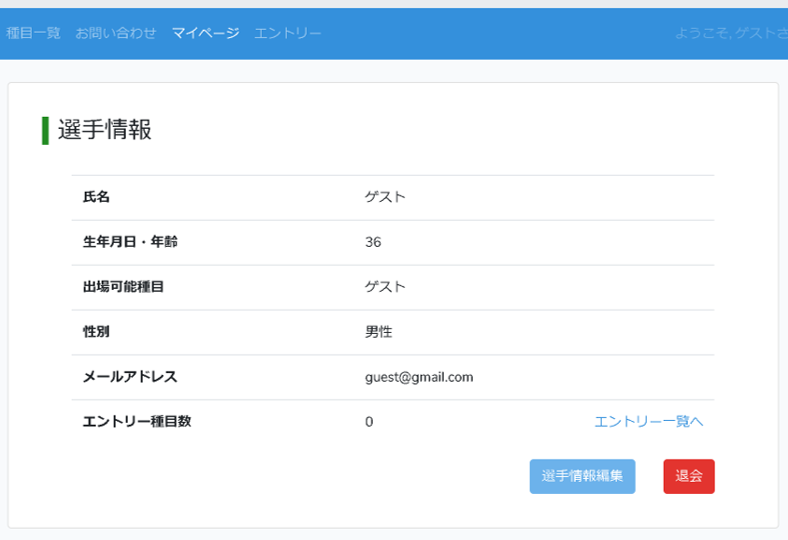 種目一覧 お問い合わせ マイページ エントリー ようこそ, ゲストさ
選手情報
氏名 ゲスト
生年月日・年齢 36
出場可能種目 ゲスト
性別 男性
メールアドレス guest@gmail.com
エントリー種目数 0 エントリー一覧へ
選手情報編集 退会